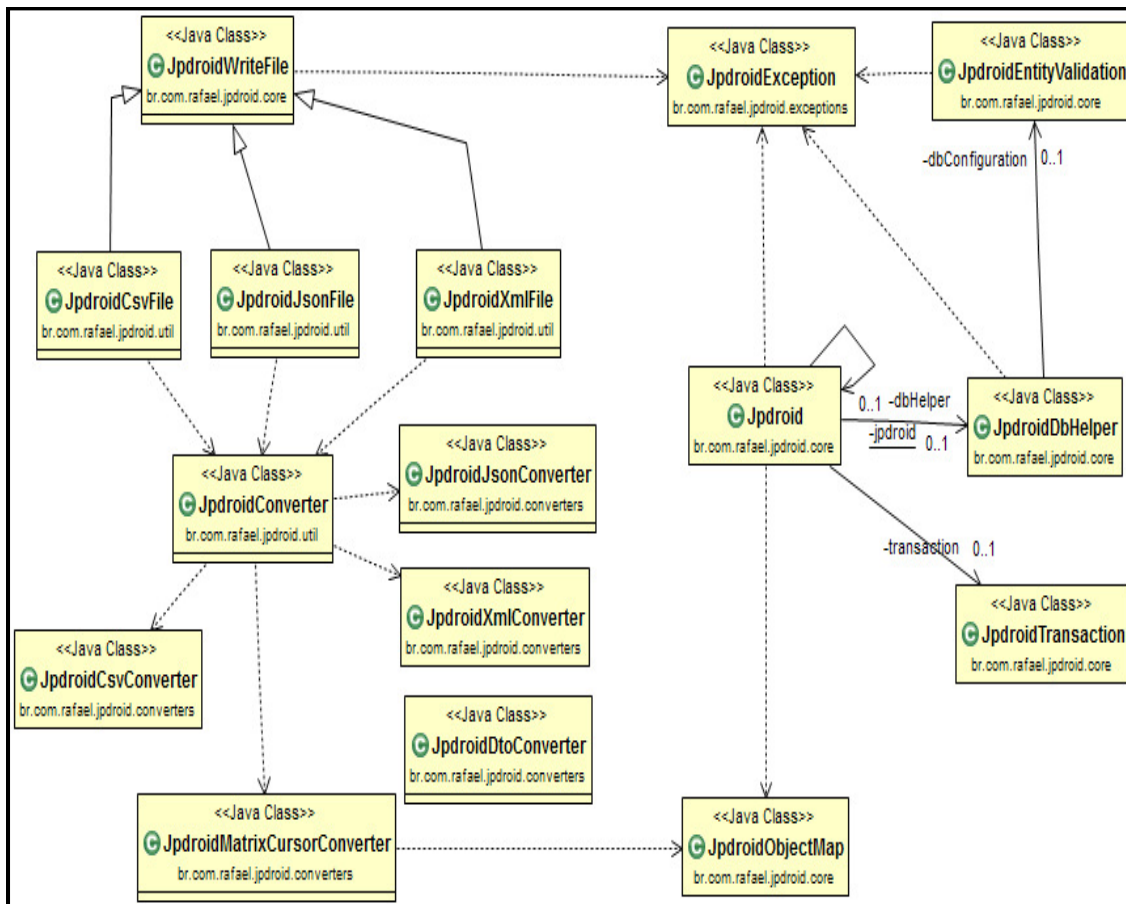 <<Java Class>>
JpdroidWriteFile
br.com.rafael.jpdroid.core
<<Java Class>>
JpdroidException
br.com.rafael.jpdroid.exceptions
<<Java Class>>
JpdroidEntityValidation
br.com.rafael.jpdroid.core
-dbConfiguration
0..1
<<Java Class>>
JpdroidCsvFile
br.com.rafael.jpdroid.util
<<Java Class>>
JpdroidJsonFile
br.com.rafael.jpdroid.util
<<Java Class>>
JpdroidXmlFile
br.com.rafael.jpdroid.util
<<Java Class>>
Jpdroid
br.com.rafael.jpdroid.core
0..1
-dbHelper
-jpdroid
0..1
<<Java Class>>
JpdroidDbHelper
br.com.rafael.jpdroid.core
<<Java Class>>
JpdroidConverter
br.com.rafael.jpdroid.util
<<Java Class>>
JpdroidJsonConverter
br.com.rafael.jpdroid.converters
-transaction
0..1
<<Java Class>>
JpdroidXmlConverter
br.com.rafael.jpdroid.converters
<<Java Class>>
JpdroidTransaction
br.com.rafael.jpdroid.core
<<Java Class>>
JpdroidCsvConverter
br.com.rafael.jpdroid.converters
<<Java Class>>
JpdroidDtoConverter
br.com.rafael.jpdroid.converters
<<Java Class>>
JpdroidMatrixCursorConverter
br.com.rafael.jpdroid.converters
<<Java Class>>
JpdroidObjectMap
br.com.rafael.jpdroid.core